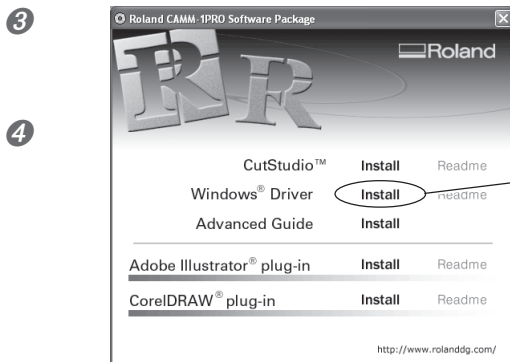 3
Roland CAMM-1PRO Software Package
Roland
4
CutStudio™ Install Readme
Windows® Driver Install Readme
Advanced Guide Install
Adobe Illustrator® plug-in Install Readme
CorelDRAW® plug-in Install Readme
http://www.rolanddg.com/